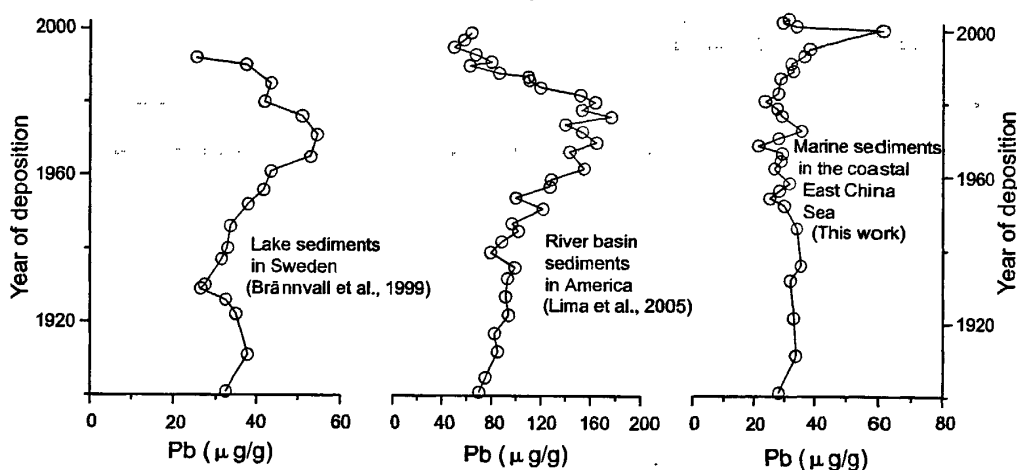 Year of deposition
2000
1960
1920
0
20
40
60
Pb ( μ g/g)
Lake sediments
in Sweden
(Brännvall et al., 1999)
0
40
80
120
160
200
Pb ( μ g/g)
River basin
sediments
in America
(Lima et al., 2005)
0
20
40
60
80
Pb ( μ g/g)
Marine sediments
in the coastal
East China
Sea
(This work)
2000
1960
1920
Year of deposition